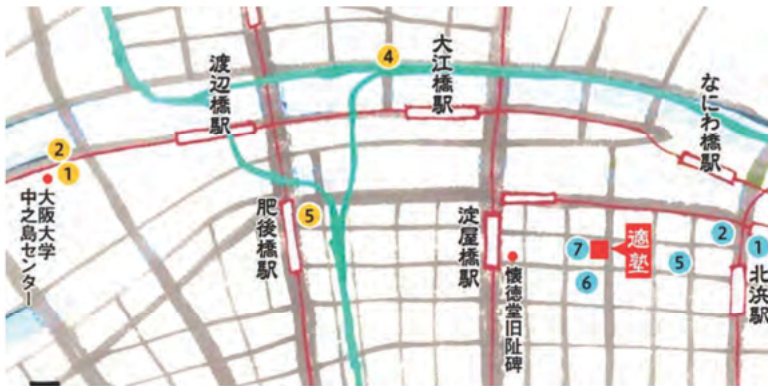 渡辺橋駅
4
大江橋駅
なにわ橋駅
2
1
大阪大学
中之島センター
肥後橋駅
5
淀屋橋駅
懐徳堂旧阯碑
7
適塾
6
5
2
1
北浜駅